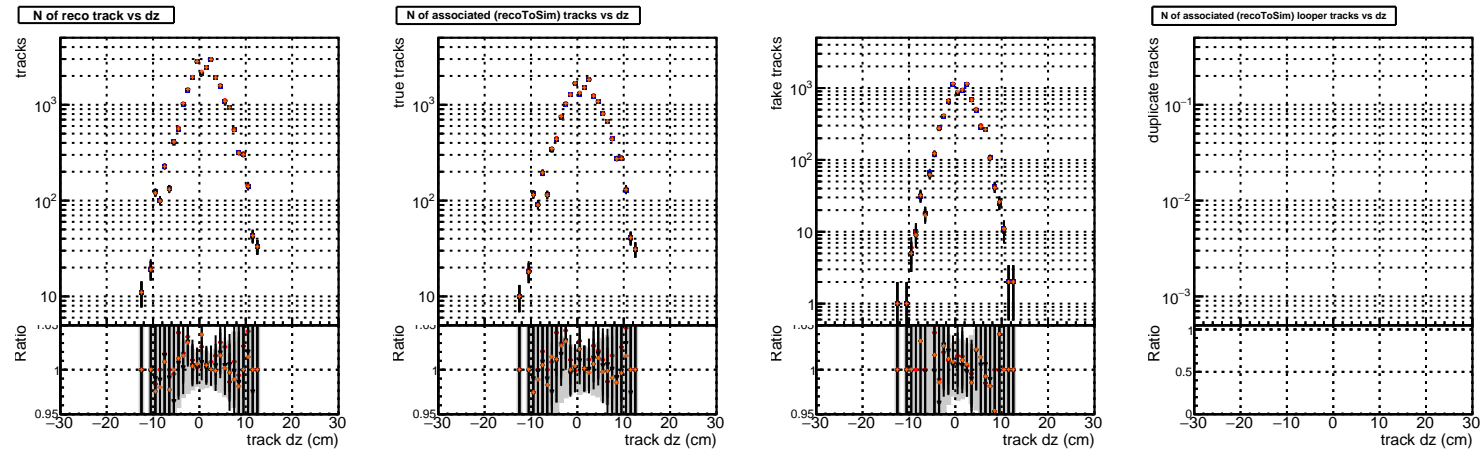 N of reco track vs dz
tracks
10³
10²
10
Ratio
1
0.95
−30 −20 −10 0 10 20 30
track dz (cm)
N of associated (recoToSim) tracks vs dz
true tracks
10³
10²
10
Ratio
1
0.95
−30 −20 −10 0 10 20 30
track dz (cm)
fake tracks
10³
10²
10
1
Ratio
1
0.95
−30 −20 −10 0 10 20 30
track dz (cm)
N of associated (recoToSim) looper tracks vs dz
duplicate tracks
10⁻¹
10⁻²
10⁻³
Ratio
1
0.5
0
−30 −20 −10 0 10 20 30
track dz (cm)